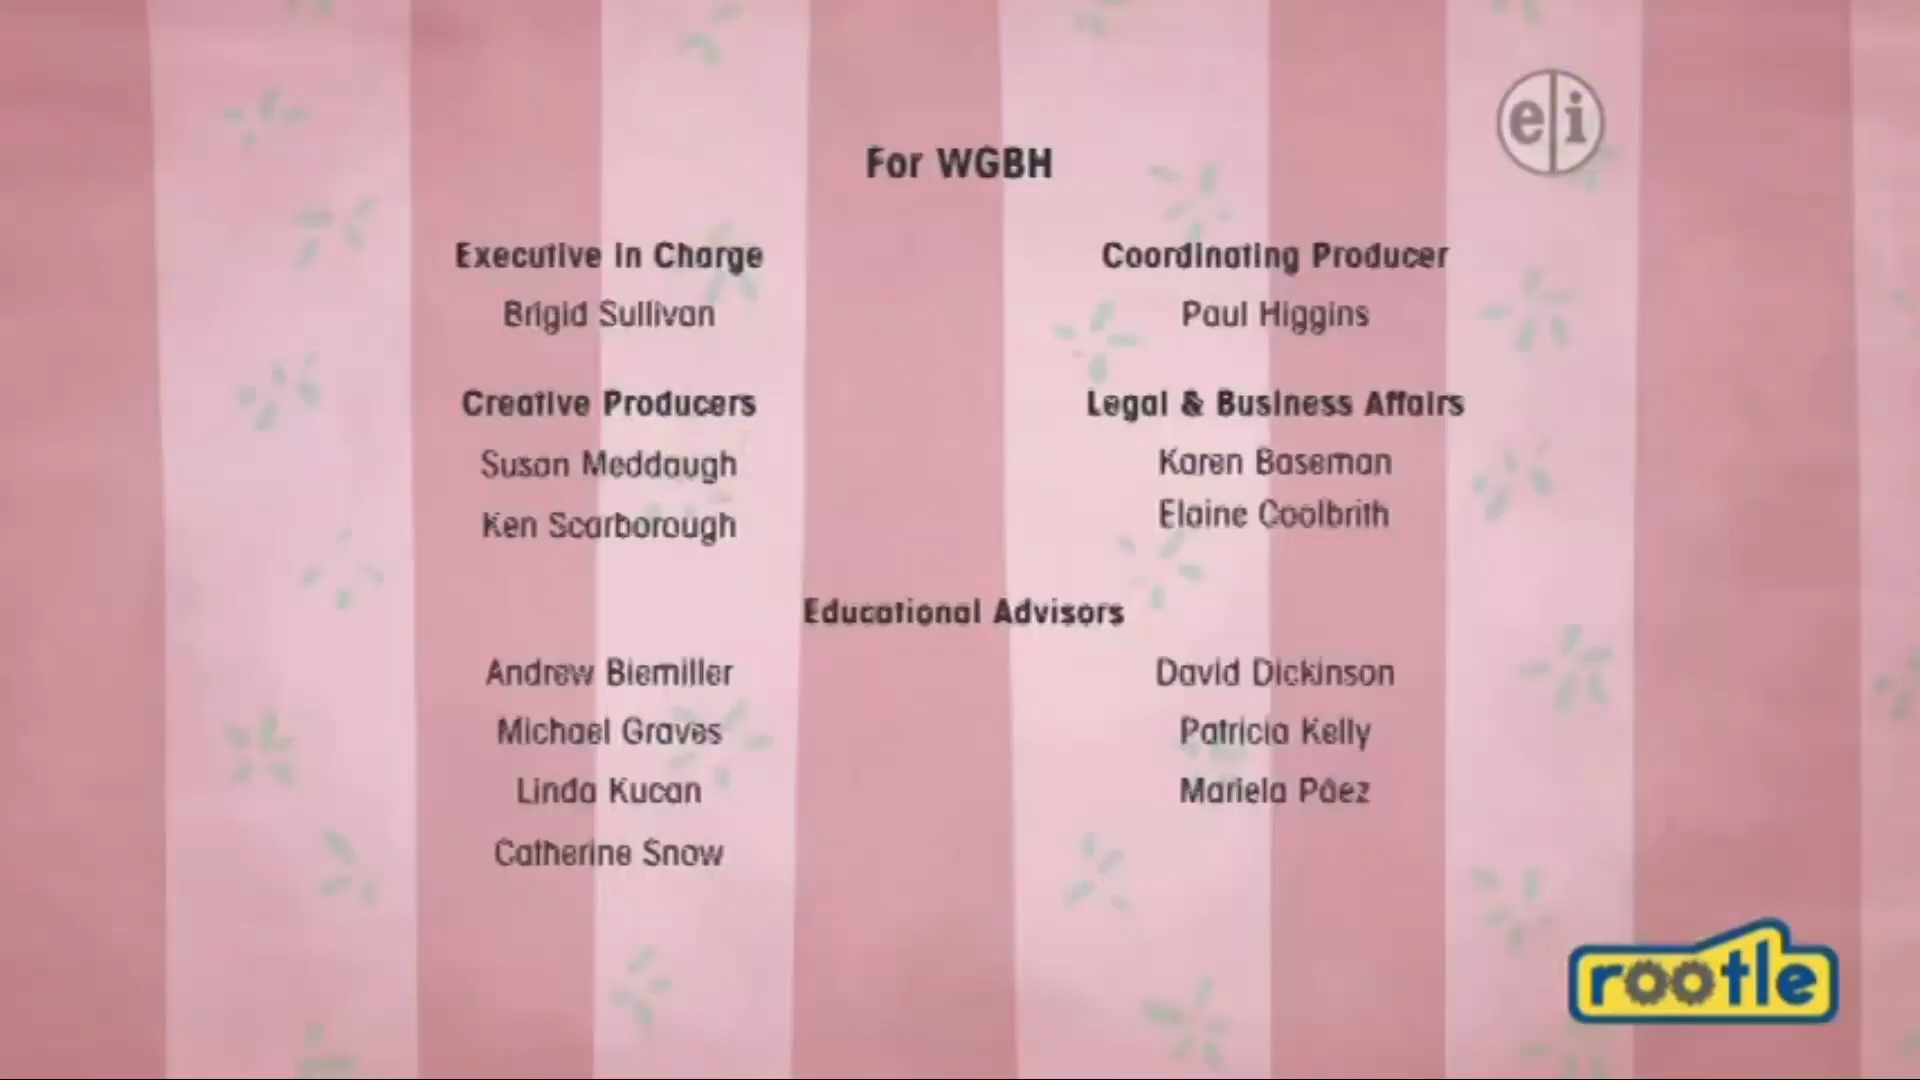 e i
For WGBH
Executive in Charge
Brigid Sullivan
Coordinating Producer
Paul Higgins
Creative Producers
Susan Meddaugh
Ken Scarborough
Legal & Business Affairs
Karen Baseman
Elaine Coolbrith
Educational Advisors
Andrew Biemiller
Michael Graves
Linda Kucan
Catherine Snow
David Dickinson
Patricia Kelly
Mariela Páez
rootle